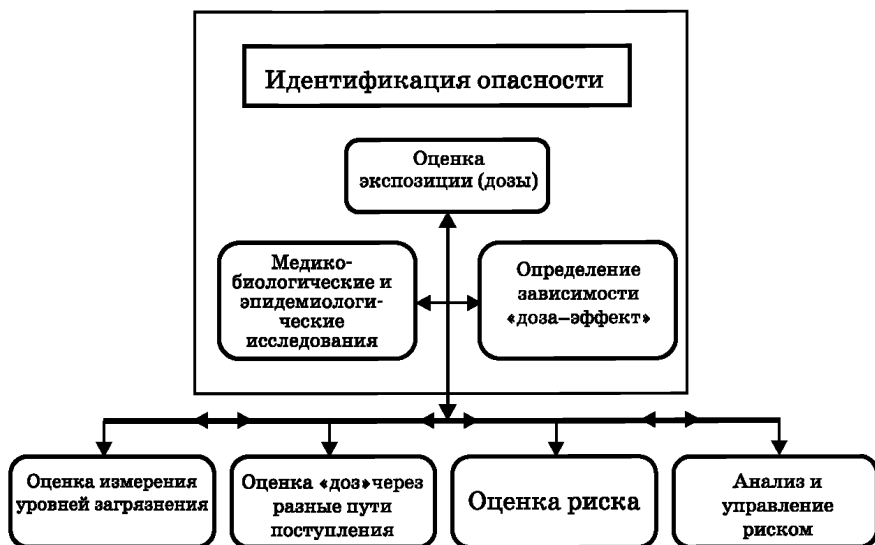 Идентификация опасности
Оценка
экспозиции (дозы)
Медико-
биологические и
эпидемиологи-
ческие
исследования
Определение
зависимости
«доза–эффект»
Оценка измерения
уровней загрязнения
Оценка «доз»через
разные пути
поступления
Оценка риска
Анализ и
управление
риском